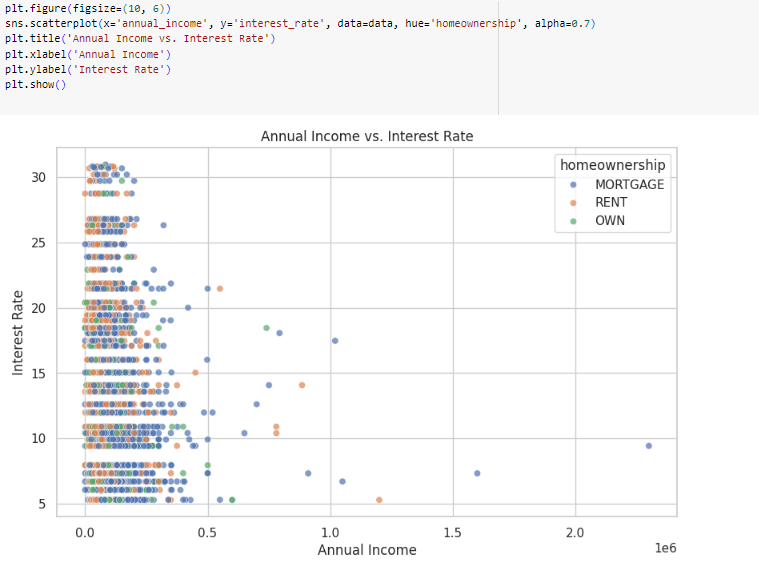 plt.figure(figsize=(10, 6))
sns.scatterplot(x='annual_income', y='interest_rate', data=data, hue='homeownership', alpha=0.7)
plt.title('Annual Income vs. Interest Rate')
plt.xlabel('Annual Income')
plt.ylabel('Interest Rate')
plt.show()
Annual Income vs. Interest Rate
homeownership
MORTGAGE
RENT
OWN
30
25
20
15
10
5
Interest Rate
0.0 0.5 1.0 1.5 2.0
1e6
Annual Income